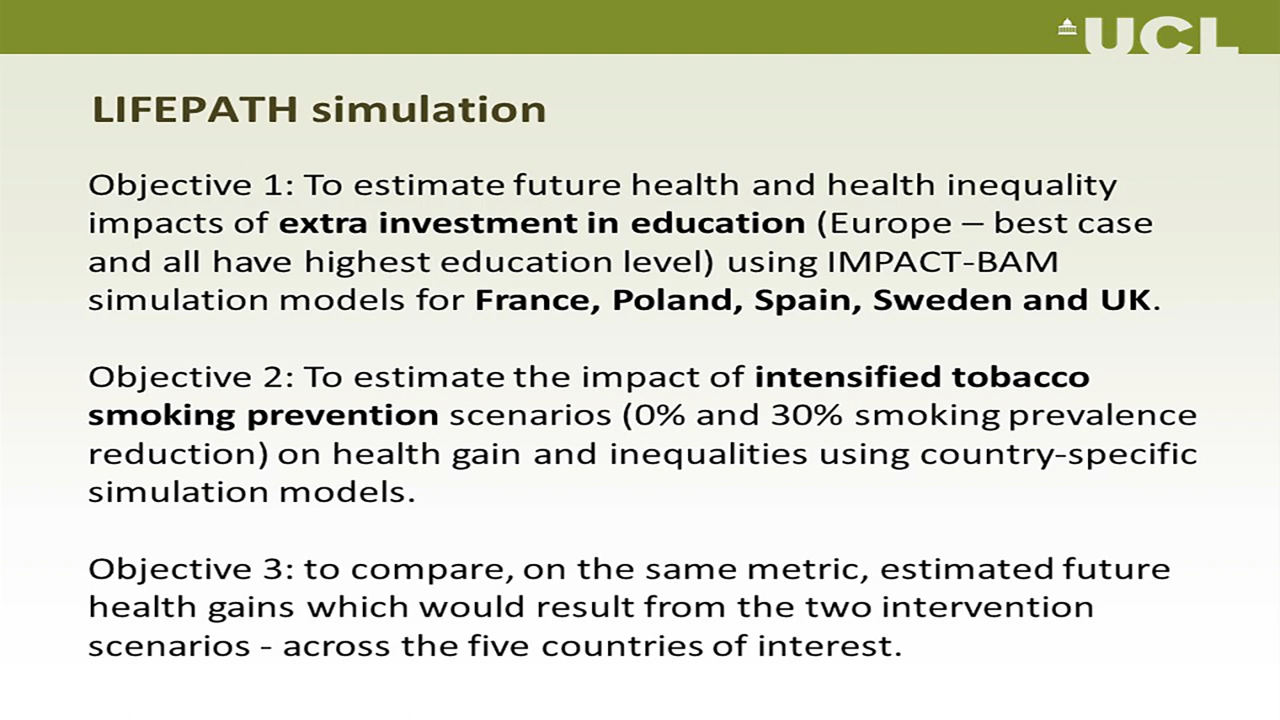 UCL
LIFEPATH simulation
Objective 1: To estimate future health and health inequality
impacts of extra investment in education (Europe – best case
and all have highest education level) using IMPACT-BAM
simulation models for France, Poland, Spain, Sweden and UK.
Objective 2: To estimate the impact of intensified tobacco
smoking prevention scenarios (0% and 30% smoking prevalence
reduction) on health gain and inequalities using country-specific
simulation models.
Objective 3: to compare, on the same metric, estimated future
health gains which would result from the two intervention
scenarios - across the five countries of interest.